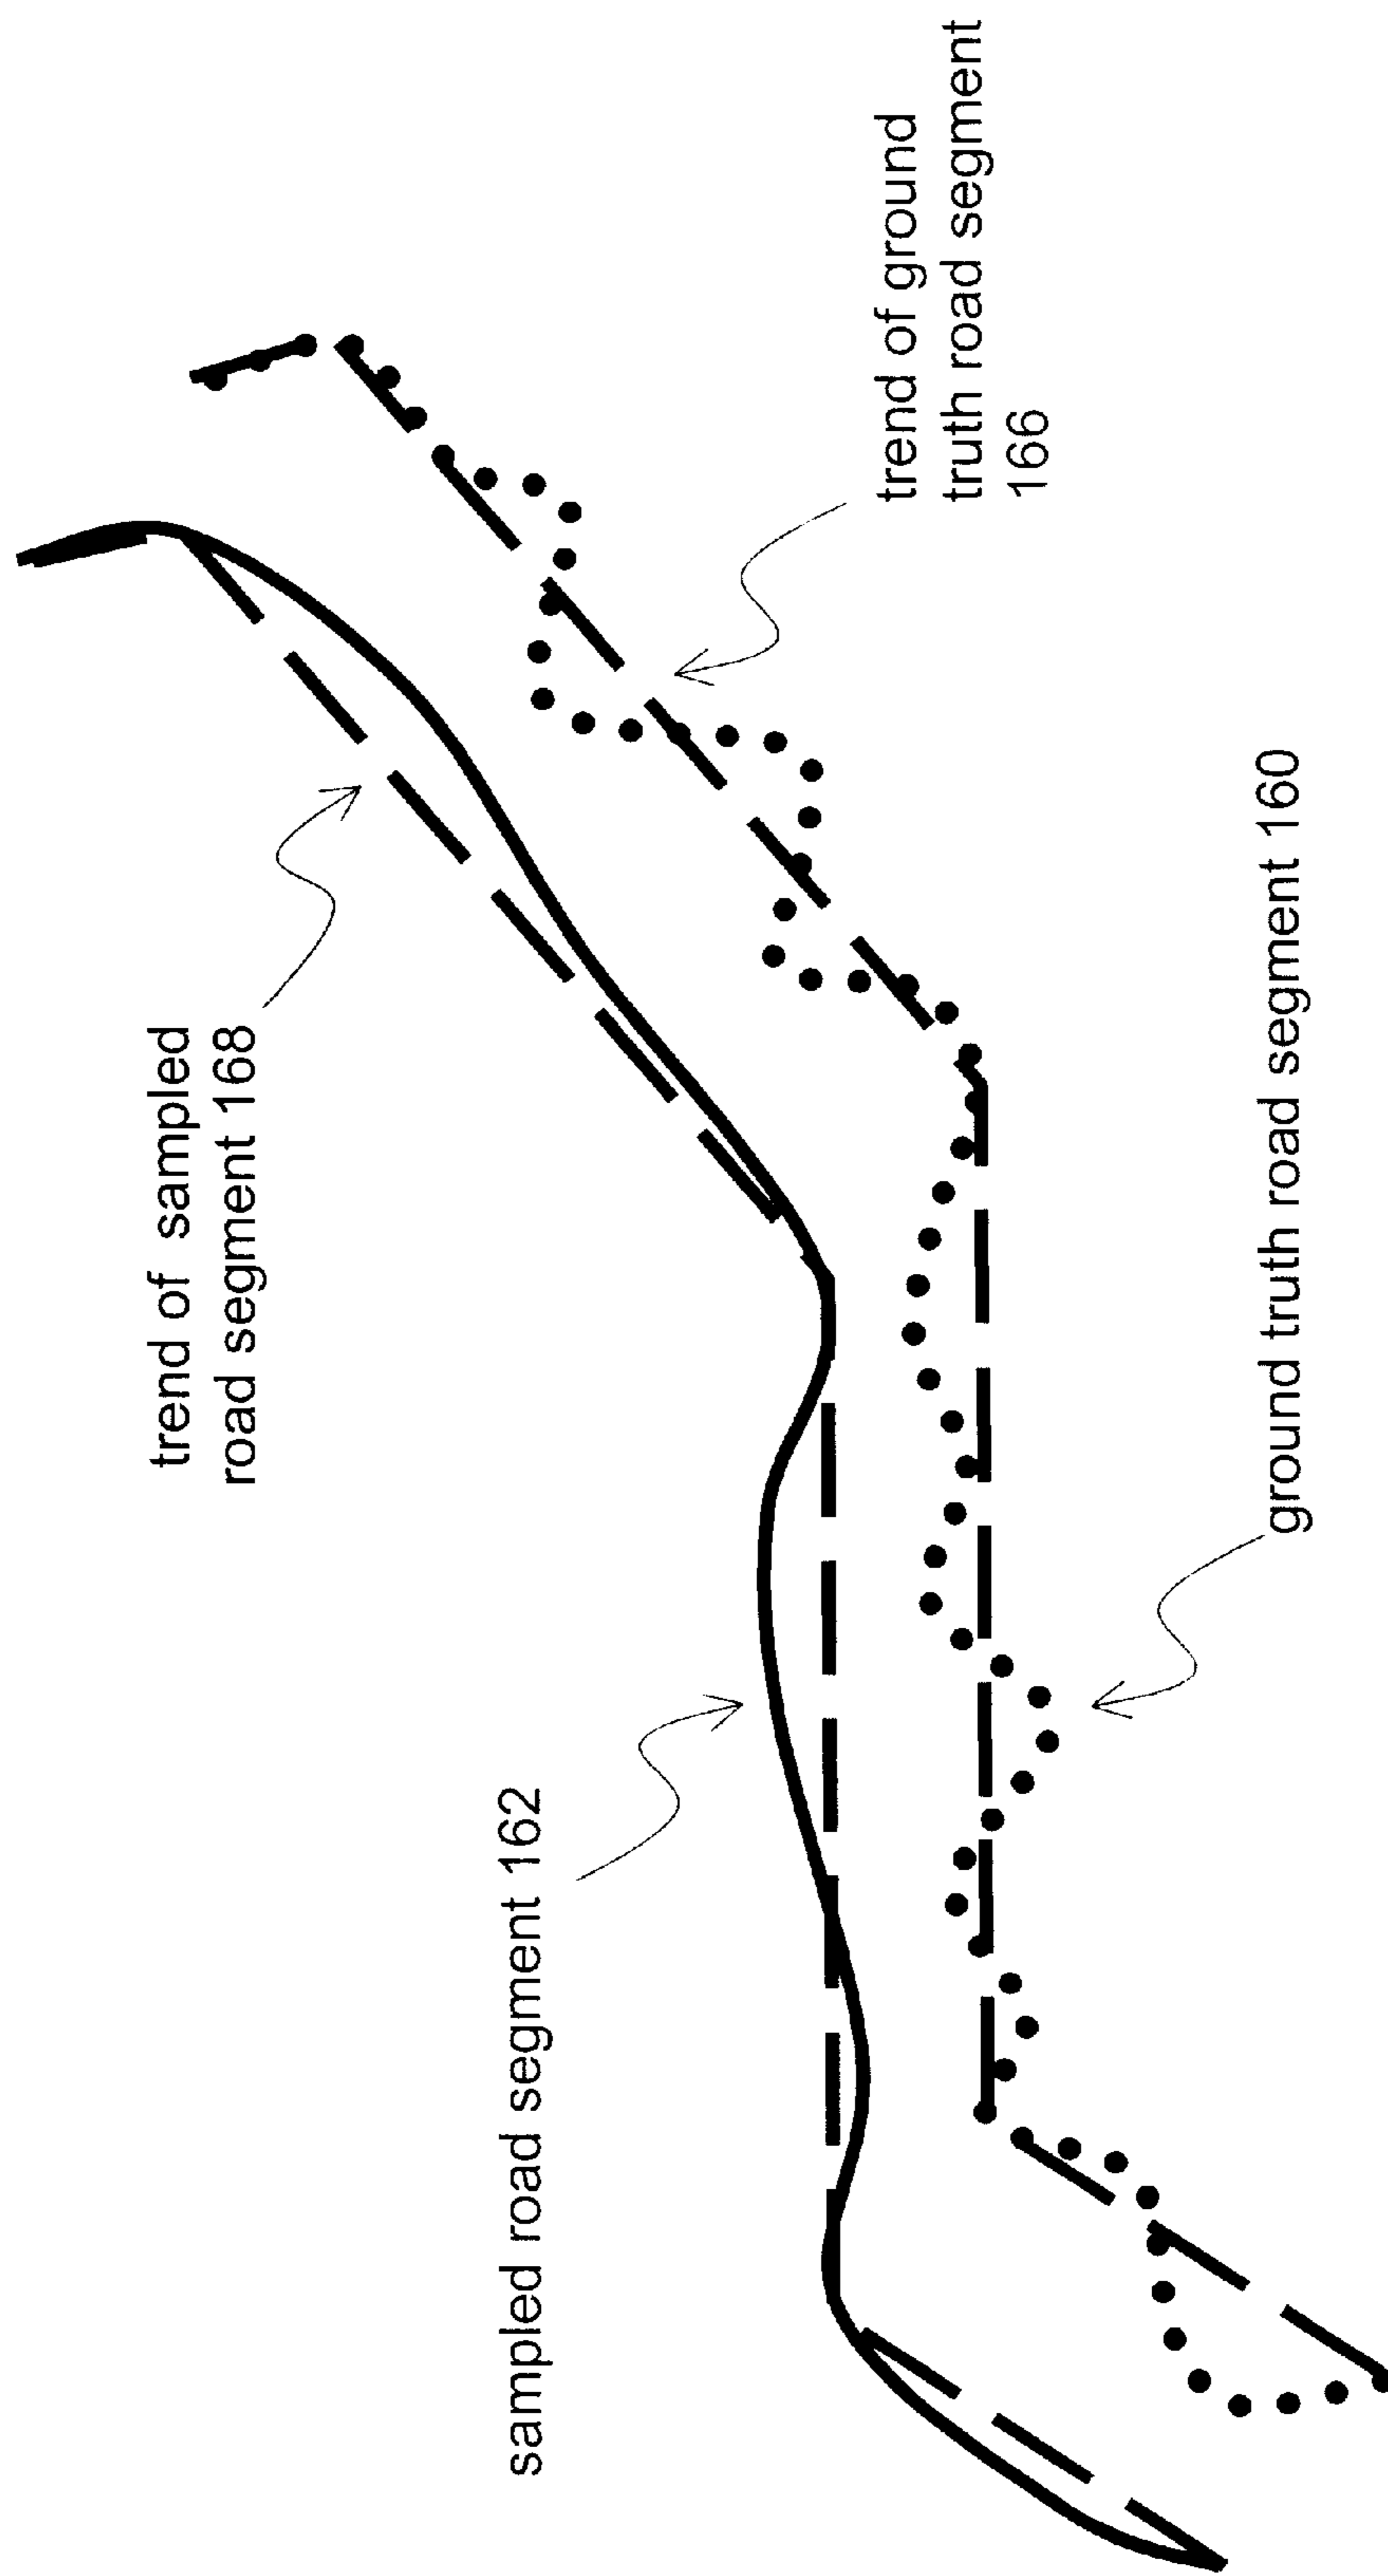 trend of sampled
road segment 168
sampled road segment 162
trend of ground
truth road segment
166
ground truth road segment 160